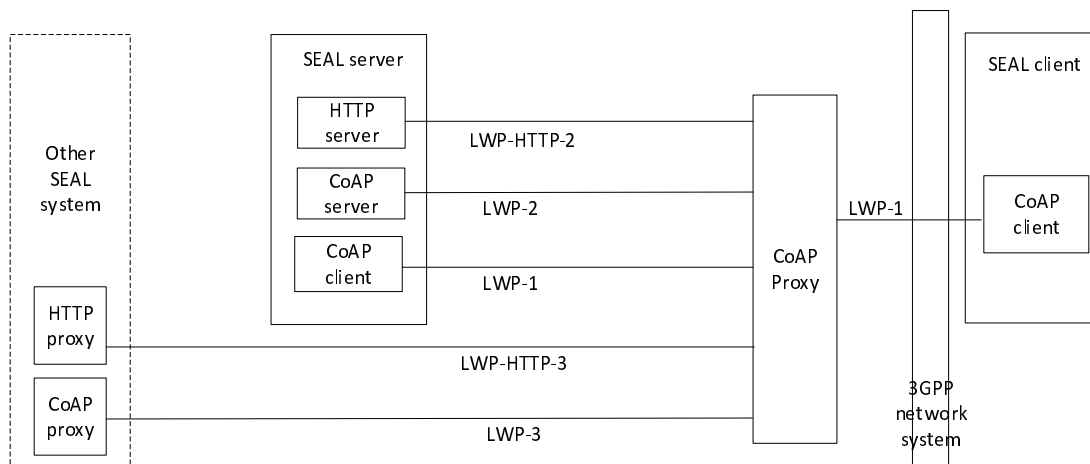 SEAL server
SEAL client
HTTP
server
LWP-HTTP-2
Other
SEAL
system
CoAP
server
LWP-2
LWP-1
CoAP
client
CoAP
client
LWP-1
CoAP
Proxy
HTTP
proxy
LWP-HTTP-3
3GPP
network
system
CoAP
proxy
LWP-3